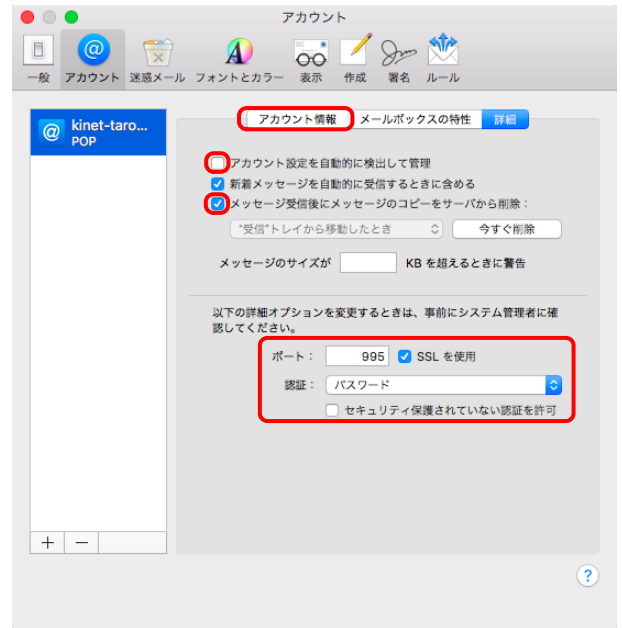 アカウント
一般 アカウント 迷惑メール フォントとカラー 表示 作成 署名 ルール
kinet-taro...
POP
アカウント情報 メールボックスの特性 詳細
アカウント設定を自動的に検出して管理
新着メッセージを自動的に受信するときに含める
メッセージ受信後にメッセージのコピーをサーバから削除：
"受信"トレイから移動したとき 今すぐ削除
メッセージのサイズが KB を超えるときに警告
以下の詳細オプションを変更するときは、事前にシステム管理者に確
認してください。
ポート： 995 SSL を使用
認証： パスワード
セキュリティ保護されていない認証を許可